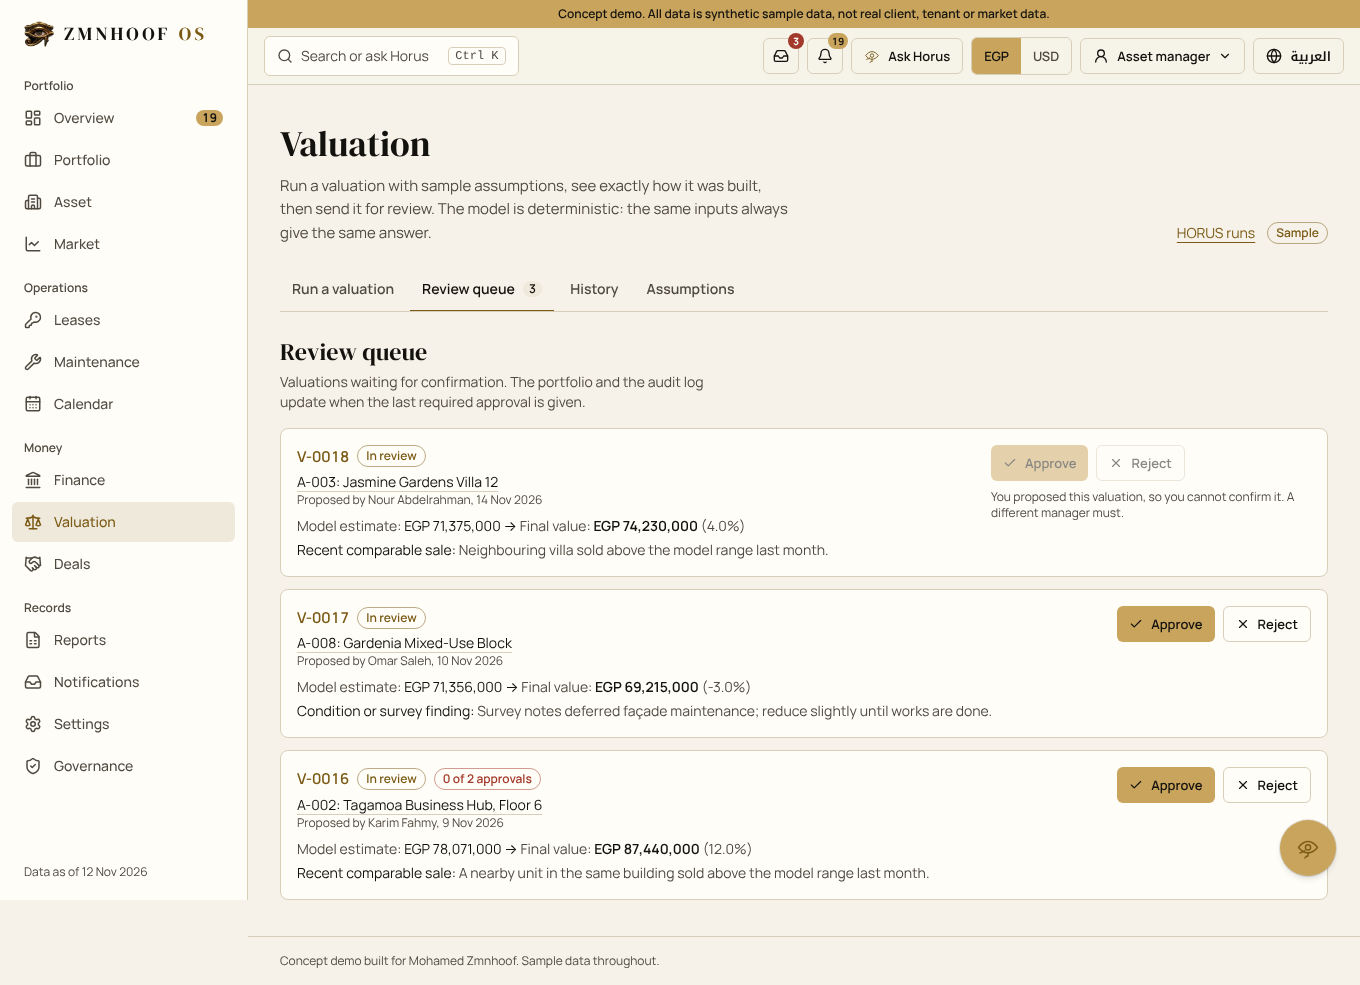 Concept demo. All data is synthetic sample data, not real client, tenant or market data.
ZMNHOOF OS
Search or ask Horus
Ctrl K
3
19
Ask Horus
EGP
USD
Asset manager
العربية
Portfolio
Overview
19
Portfolio
Asset
Market
Operations
Leases
Maintenance
Calendar
Money
Finance
Valuation
Deals
Records
Reports
Notifications
Settings
Governance
Data as of 12 Nov 2026
Valuation
Run a valuation with sample assumptions, see exactly how it was built,
then send it for review. The model is deterministic: the same inputs always
give the same answer.
HORUS runs
Sample
Run a valuation
Review queue 3
History
Assumptions
Review queue
Valuations waiting for confirmation. The portfolio and the audit log
update when the last required approval is given.
V-0018 In review
A-003: Jasmine Gardens Villa 12
Proposed by Nour Abdelrahman, 14 Nov 2026
Model estimate: EGP 71,375,000 → Final value: EGP 74,230,000 (4.0%)
Recent comparable sale: Neighbouring villa sold above the model range last month.
Approve
Reject
You proposed this valuation, so you cannot confirm it. A
different manager must.
V-0017 In review
A-008: Gardenia Mixed-Use Block
Proposed by Omar Saleh, 10 Nov 2026
Model estimate: EGP 71,356,000 → Final value: EGP 69,215,000 (-3.0%)
Condition or survey finding: Survey notes deferred façade maintenance; reduce slightly until works are done.
Approve
Reject
V-0016 In review 0 of 2 approvals
A-002: Tagamoa Business Hub, Floor 6
Proposed by Karim Fahmy, 9 Nov 2026
Model estimate: EGP 78,071,000 → Final value: EGP 87,440,000 (12.0%)
Recent comparable sale: A nearby unit in the same building sold above the model range last month.
Approve
Reject
Concept demo built for Mohamed Zmnhoof. Sample data throughout.